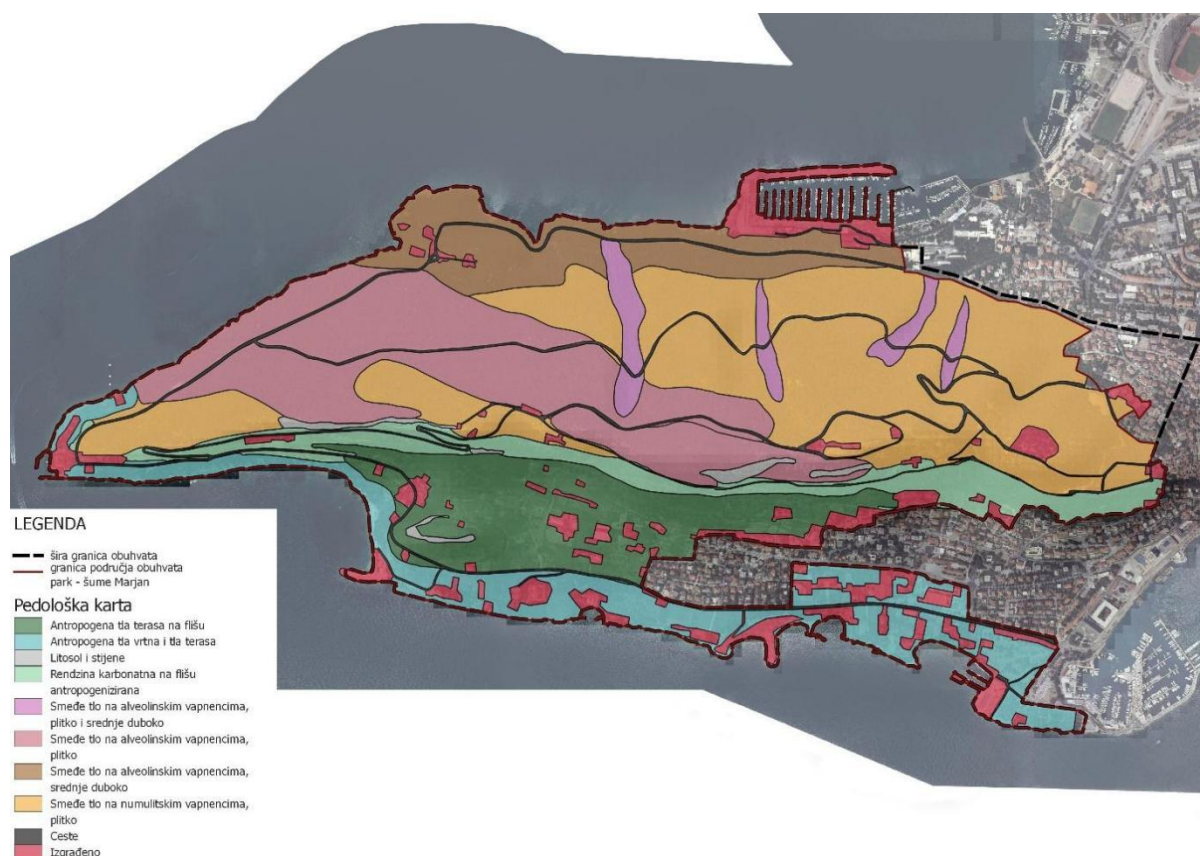 LEGENDA
šira granica obuhvata
granica područja obuhvata
park - šume Marjan
Pedološka karta
Antropogena tla terasa na flišu
Antropogena tla vrtna i tla terasa
Litosol i stijene
Rendzina karbonatna na flišu
antropogenizirana
Smeđe tlo na alveolinskim vapnencima,
plitko i srednje duboko
Smeđe tlo na alveolinskim vapnencima,
plitko
Smeđe tlo na alveolinskim vapnencima,
srednje duboko
Smeđe tlo na numulitskim vapnencima,
plitko
Ceste
Izgrađeno